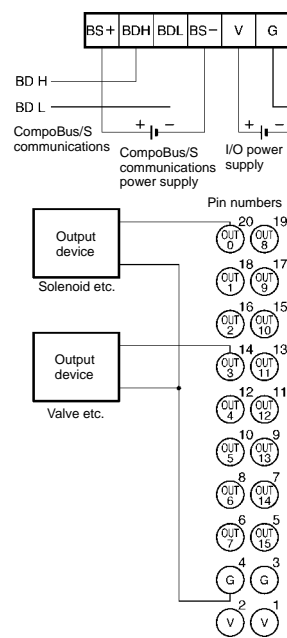 BS+ BDH BDL BS− V G
BD H
BD L
+ − + −
CompoBus/S
communications
CompoBus/S
communications
power supply
I/O power
supply
Pin numbers
20 19
OUT 0 OUT 8
Output
device
Solenoid etc.
18 17
OUT 1 OUT 9
16 15
OUT 2 OUT 10
14 13
OUT 3 OUT 11
Output
device
Valve etc.
12 11
OUT 4 OUT 12
10 9
OUT 5 OUT 13
8 7
OUT 6 OUT 14
6 5
OUT 7 OUT 15
4 3
G G
2 1
V V